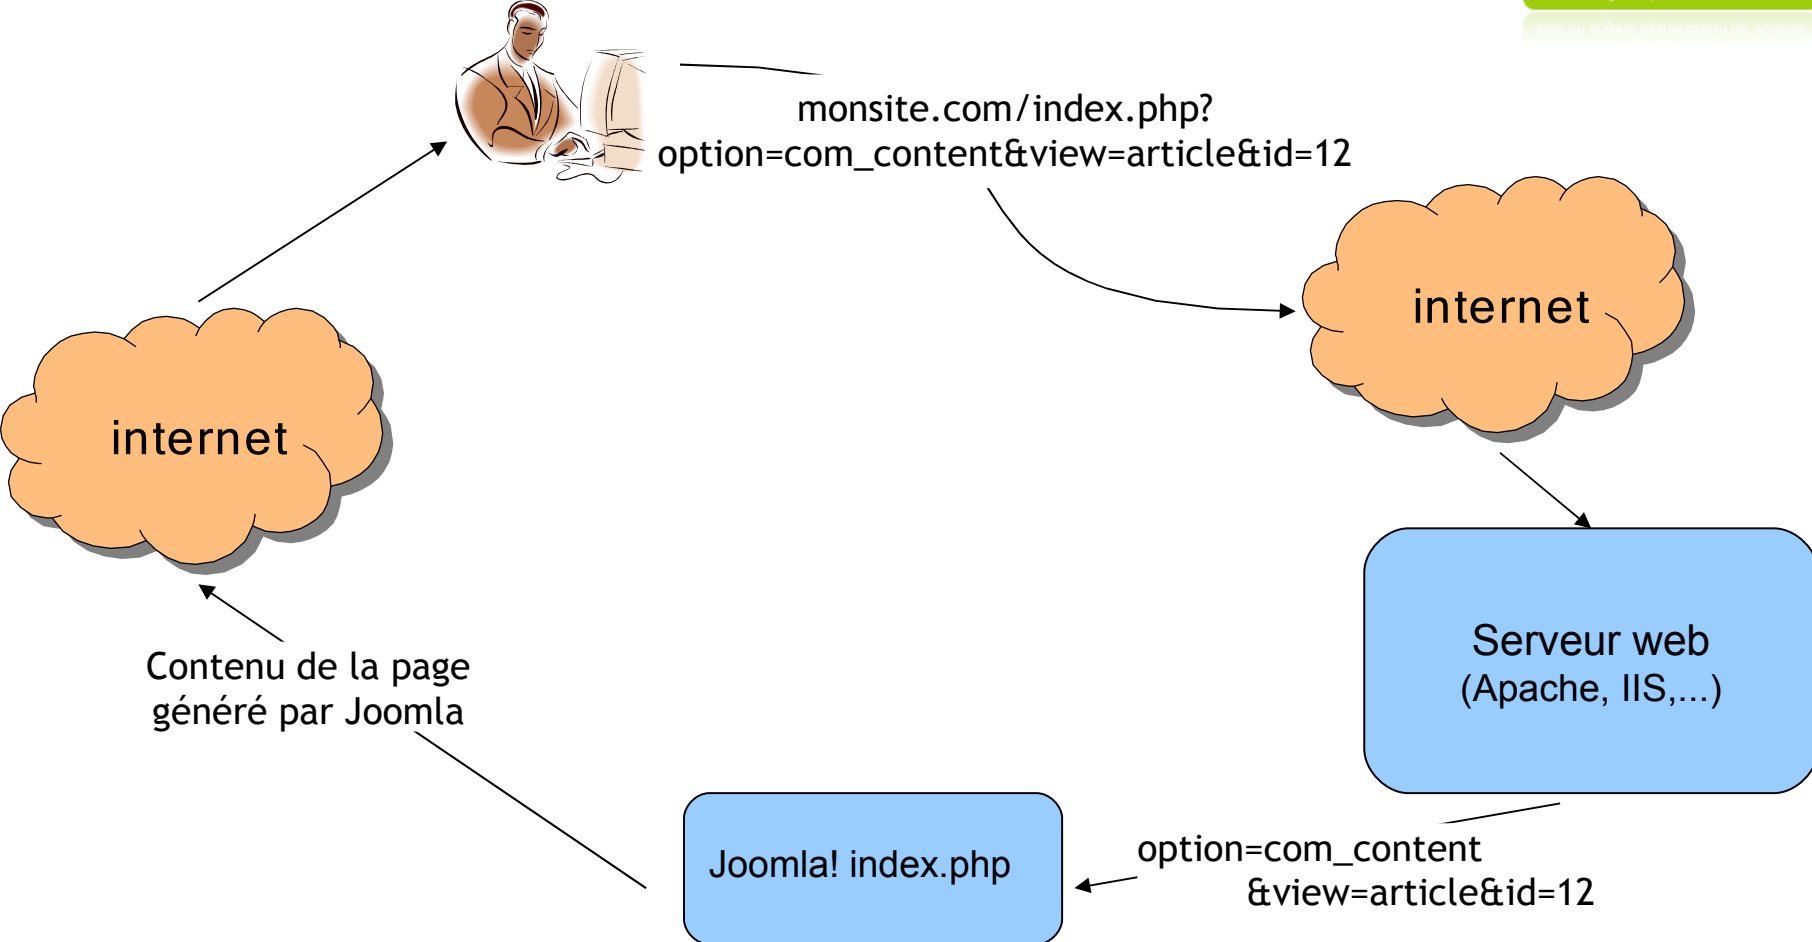 monsite.com/index.php?
option=com_content&view=article&id=12
internet
internet
Serveur web
(Apache, IIS,...)
Contenu de la page
généré par Joomla
Joomla! index.php
option=com_content
&view=article&id=12